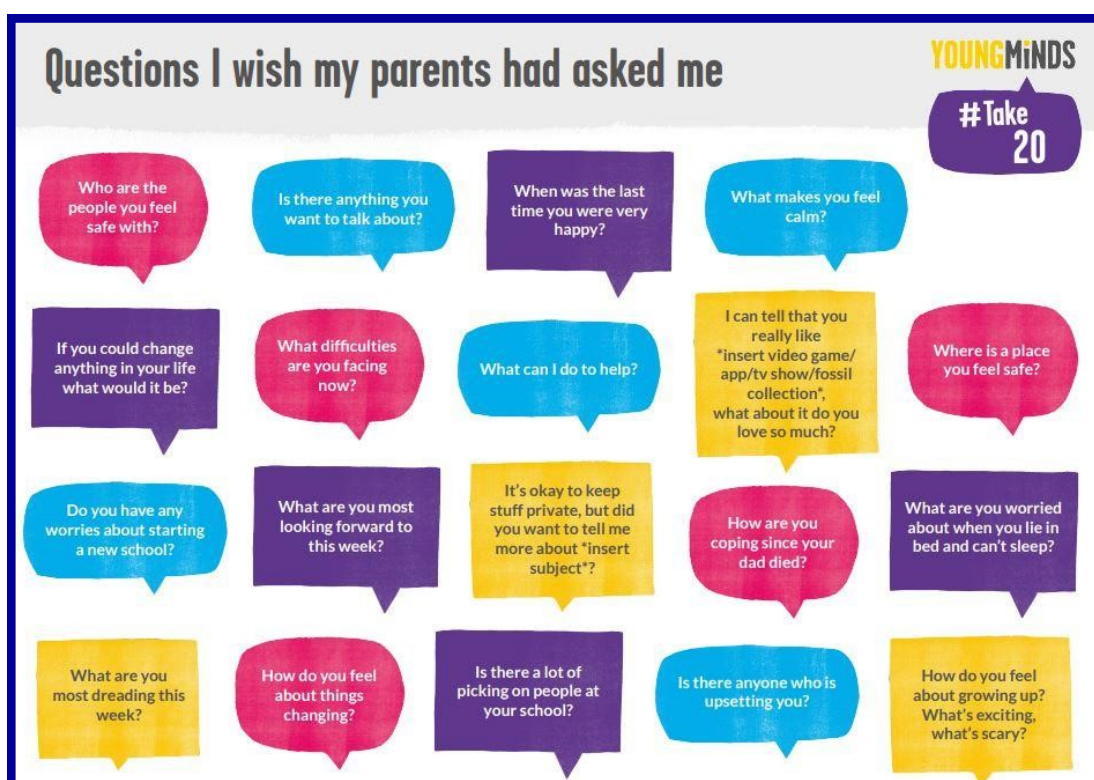 Questions I wish my parents had asked me
YOUNGMiNDS
#Take
20
Who are the
people you feel
safe with?
Is there anything you
want to talk about?
When was the last
time you were very
happy?
What makes you feel
calm?
If you could change
anything in your life
what would it be?
What difficulties
are you facing
now?
What can I do to help?
I can tell that you
really like
*insert video game/
app/tv show/fossil
collection*,
what about it do you
love so much?
Where is a place
you feel safe?
Do you have any
worries about starting
a new school?
What are you most
looking forward to
this week?
It's okay to keep
stuff private, but did
you want to tell me
more about *insert
subject*?
How are you
coping since your
dad died?
What are you worried
about when you lie in
bed and can't sleep?
What are you
most dreading this
week?
How do you feel
about things
changing?
Is there a lot of
picking on people at
your school?
Is there anyone who is
upsetting you?
How do you feel
about growing up?
What's exciting,
what's scary?